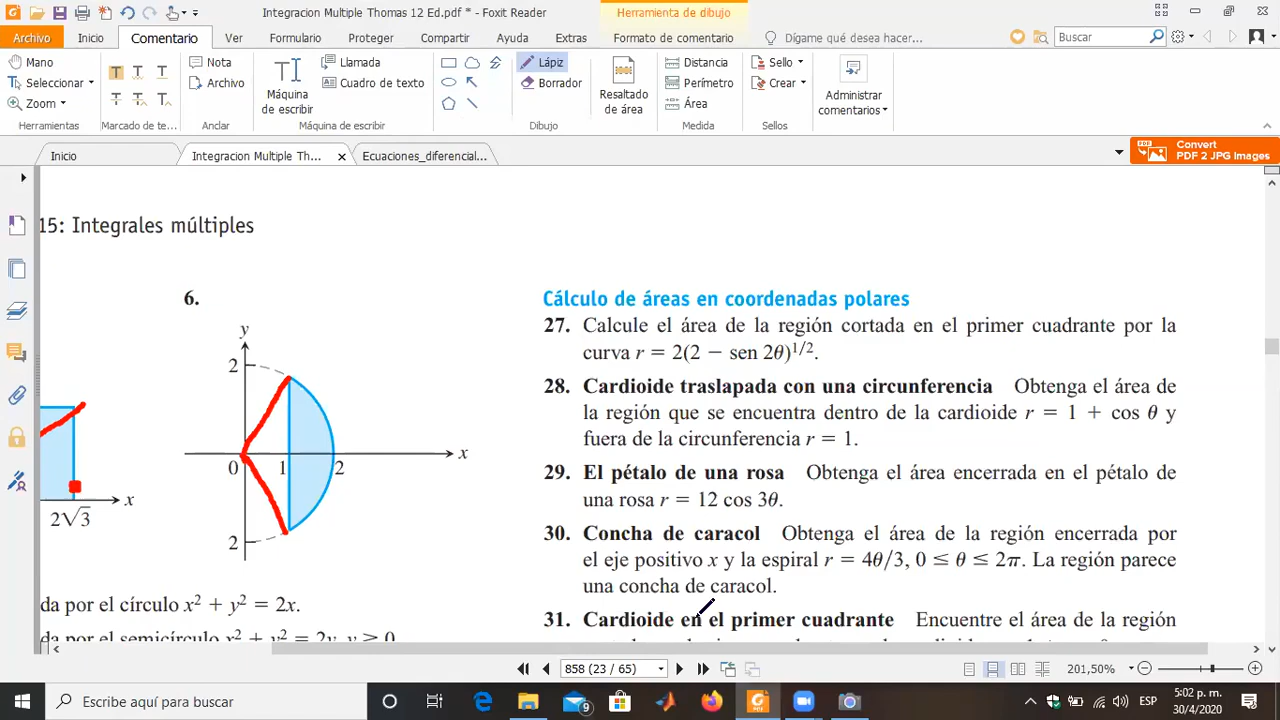 Integracion Multiple Thomas 12 Ed.pdf * - Foxit Reader
Herramienta de dibujo
Archivo Inicio Comentario Ver Formulario Proteger Compartir Ayuda Extras Formato de comentario Dígame qué desea hacer... Buscar
Mano
Seleccionar
Zoom
Herramientas
T T T
T T T
Marcado de te...
Nota
Archivo
Anclar
Máquina
de escribir
Llamada
Cuadro de texto
Máquina de escribir
Lápiz
Borrador
Dibujo
Resaltado
de área
Distancia
Perímetro
Área
Medida
Sello
Crear
Sellos
Administrar
comentarios
Inicio Integracion Multiple Th... Ecuaciones_diferencial...
Convert
PDF 2 JPG Images
15: Integrales múltiples
6.
y
2
0 1 2 x
2
2√3 x
da por el círculo x² + y² = 2x.
da por el semicírculo x² + y² = 2y, y ≥ 0
Cálculo de áreas en coordenadas polares
27. Calcule el área de la región cortada en el primer cuadrante por la
curva r = 2(2 − sen 2θ)^1/2.
28. Cardioide traslapada con una circunferencia Obtenga el área de
la región que se encuentra dentro de la cardioide r = 1 + cos θ y
fuera de la circunferencia r = 1.
29. El pétalo de una rosa Obtenga el área encerrada en el pétalo de
una rosa r = 12 cos 3θ.
30. Concha de caracol Obtenga el área de la región encerrada por
el eje positivo x y la espiral r = 4θ/3, 0 ≤ θ ≤ 2π. La región parece
una concha de caracol.
31. Cardioide en el primer cuadrante Encuentre el área de la región
858 (23 / 65)
201,50%
Escribe aquí para buscar
9
ESP
5:02 p. m.
30/4/2020